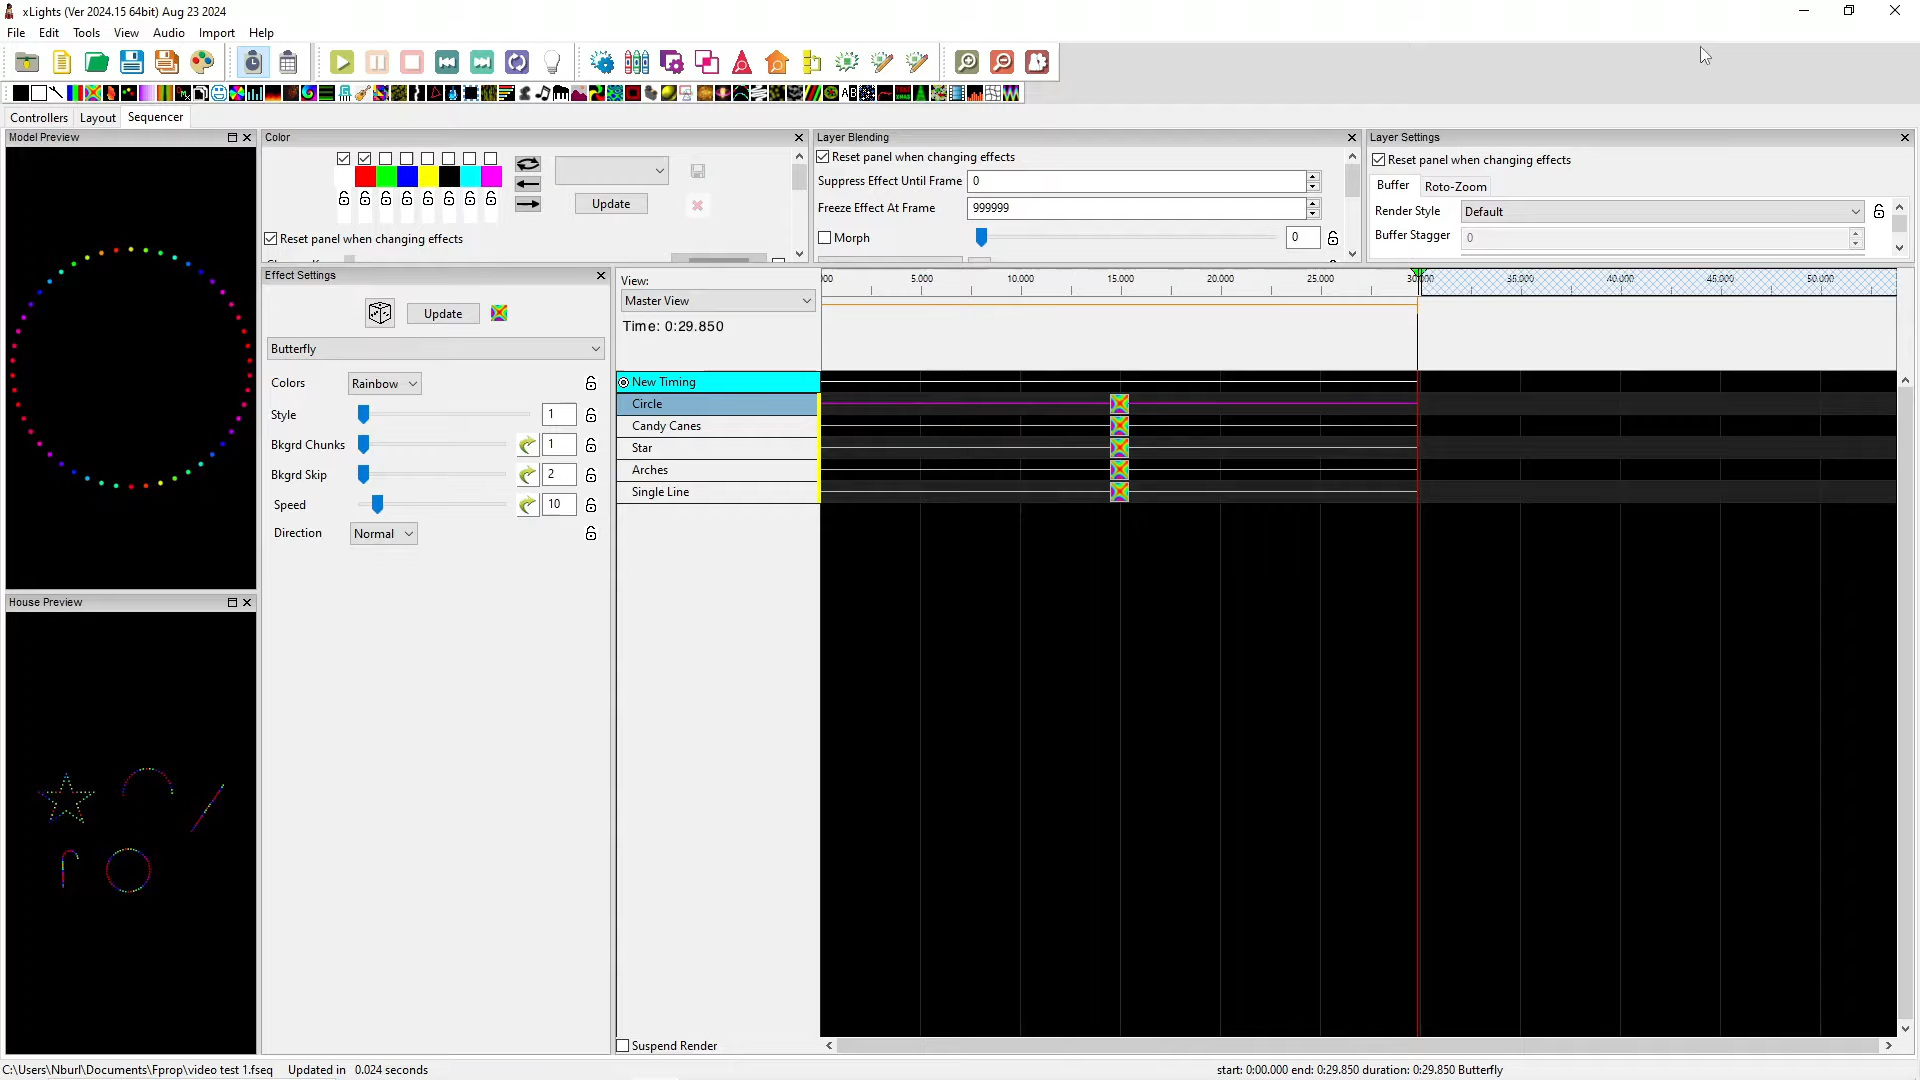 xLights (Ver 2024.15 64bit) Aug 23 2024
File Edit Tools View Audio Import Help
Controllers Layout Sequencer
Model Preview
Color
Layer Blending
Layer Settings
Reset panel when changing effects
Reset panel when changing effects
Suppress Effect Until Frame 0
Buffer Roto-Zoom
Update
Freeze Effect At Frame 999999
Render Style Default
Reset panel when changing effects
Morph 0
Buffer Stagger 0
Effect Settings
View:
5.000 10.000 15.000 20.000 25.000 35.000 40.000 45.000 50.000
Update
Master View
Time: 0:29.850
Butterfly
Colors Rainbow
New Timing
Style 1
Circle
Bkgrd Chunks 1
Candy Canes
Bkgrd Skip 2
Star
Speed 10
Arches
Direction Normal
Single Line
House Preview
Suspend Render
C:\Users\Nburl\Documents\Fprop\video test 1.fseq Updated in 0.024 seconds
start: 0:00.000 end: 0:29.850 duration: 0:29.850 Butterfly